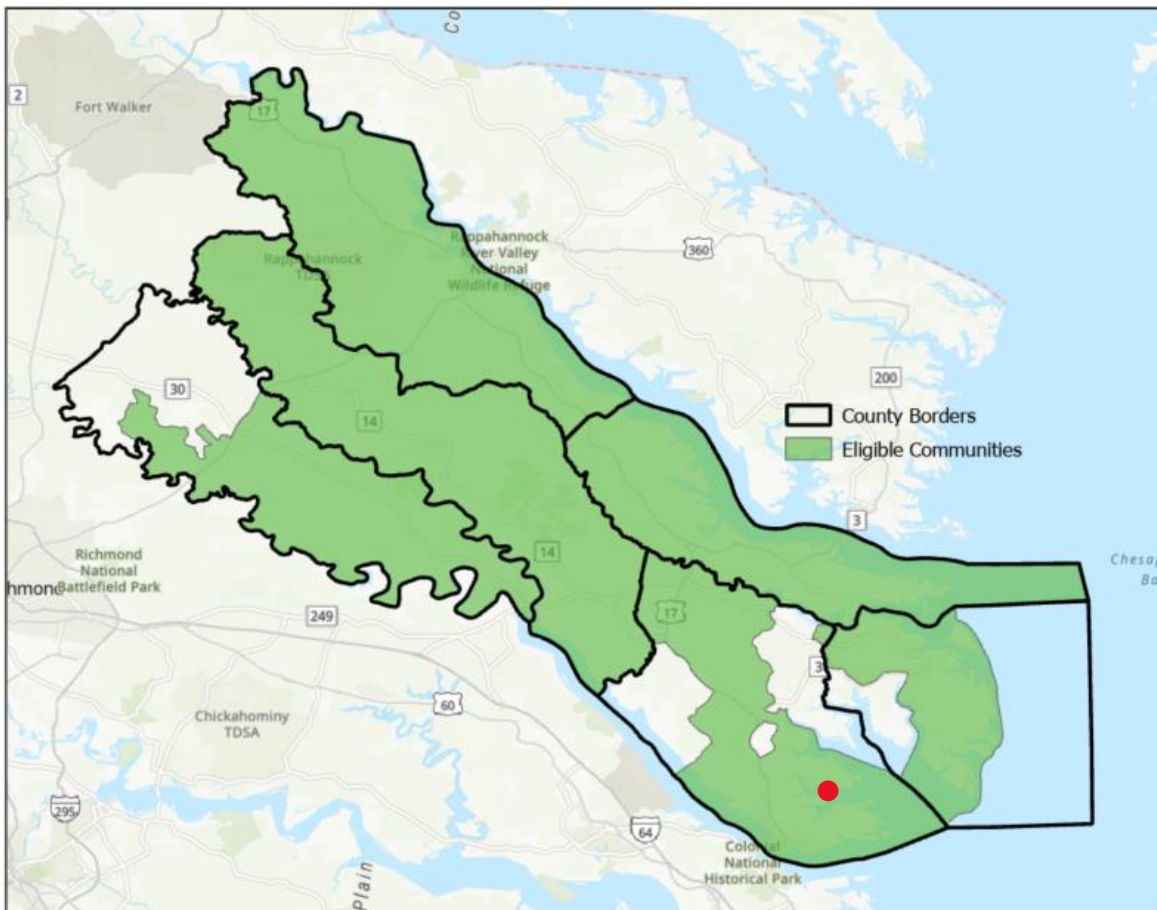 Co
2
Fort Walker
17
Rappahannock
River Valley
National
Wildlife Refuge
360
Rappahannock
TDSA
30
200
County Borders
14
Eligible Communities
3
14
Richmond
National
Battlefield Park
hmond
Chesap
Ba
249
17
3
60
Chickahominy
TDSA
295
64
Colonial
National
Historical Park
Plain